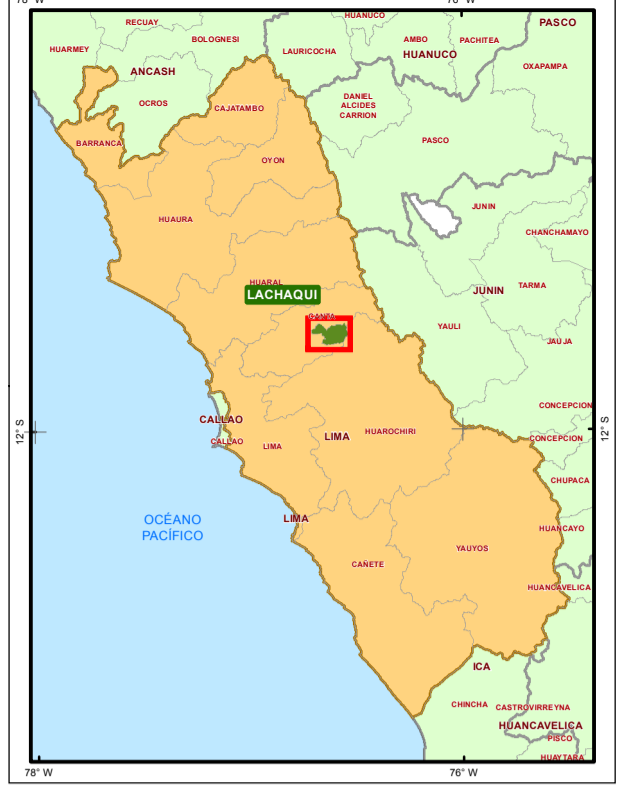 78° W
76° W
HUANUCO
RECUAY
PASCO
BOLOGNESI
AMBO
PACHITEA
HUARMEY
LAURICOCHA
HUANUCO
OXAPAMPA
ANCASH
DANIEL
ALCIDES
CARRION
OCROS
CAJATAMBO
PASCO
BARRANCA
OYON
JUNIN
HUAURA
CHANCHAMAYO
HUARAL
JUNIN
TARMA
LACHAQUI
CANTA
YAULI
JAUJA
CONCEPCION
CALLAO
12° S
12° S
CALLAO
LIMA
LIMA
HUAROCHIRI
CONCEPCION
CHUPACA
OCÉANO
PACÍFICO
LIMA
HUANCAYO
YAUYOS
CAÑETE
HUANCAVELICA
ICA
CHINCHA
CASTROVIRREYNA
HUANCAVELICA
PISCO
HUAYTARA
78° W
76° W